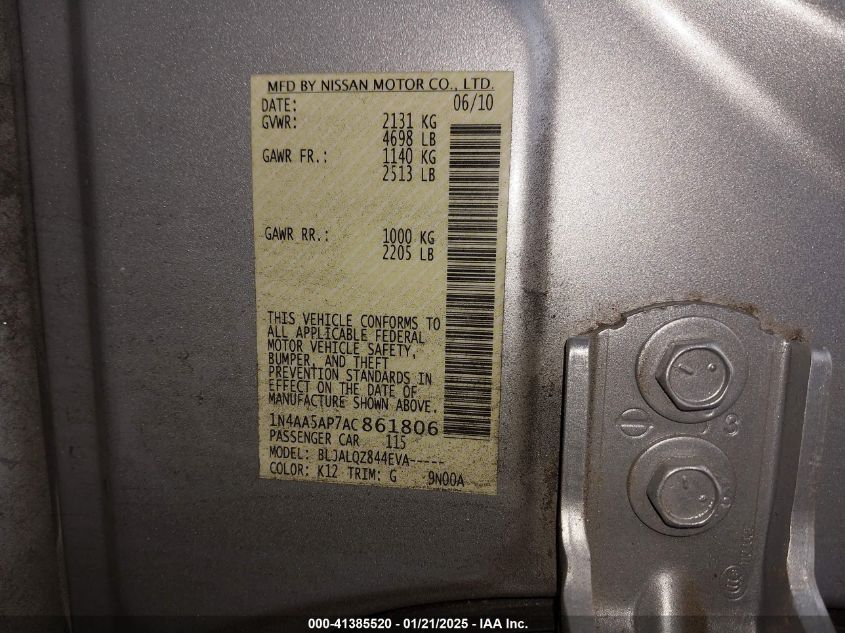 MFD BY NISSAN MOTOR CO., LTD.
DATE: 06/10
GVWR: 2131 KG
4698 LB
GAWR FR.: 1140 KG
2513 LB
GAWR RR.: 1000 KG
2205 LB
THIS VEHICLE CONFORMS TO
ALL APPLICABLE FEDERAL
MOTOR VEHICLE SAFETY,
BUMPER, AND THEFT
PREVENTION STANDARDS IN
EFFECT ON THE DATE OF
MANUFACTURE SHOWN ABOVE.
1N4AA5AP7AC861806
PASSENGER CAR 115
MODEL: BLJALQZ844EVA-----
COLOR: K12 TRIM: G 9N00A
000-41385520 - 01/21/2025 - IAA Inc.